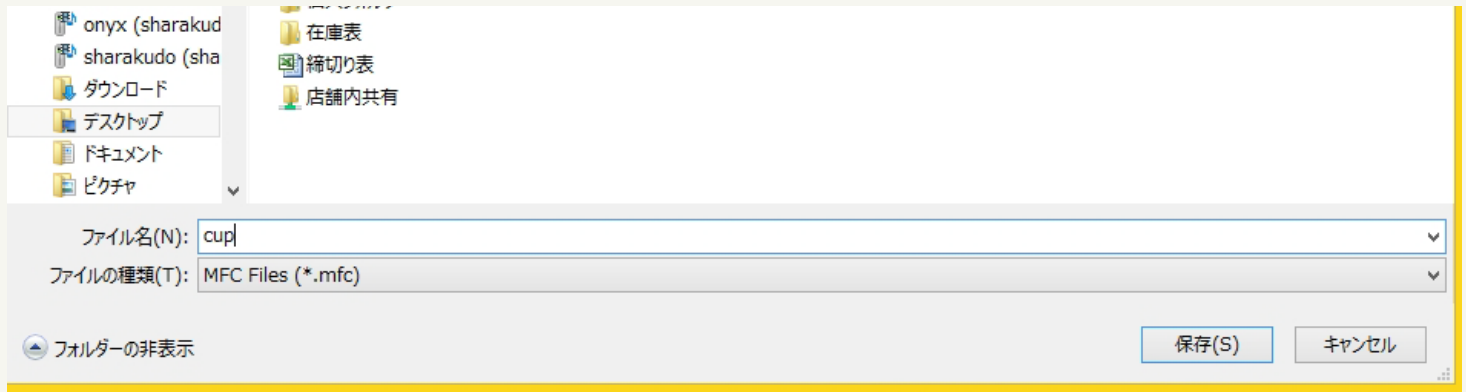 onyx (sharakud
sharakudo (sha
ダウンロード
デスクトップ
ドキュメント
ピクチャ
在庫表
締切り表
店舗内共有
ファイル名(N): cup
ファイルの種類(T): MFC Files (*.mfc)
フォルダーの非表示
保存(S)
キャンセル